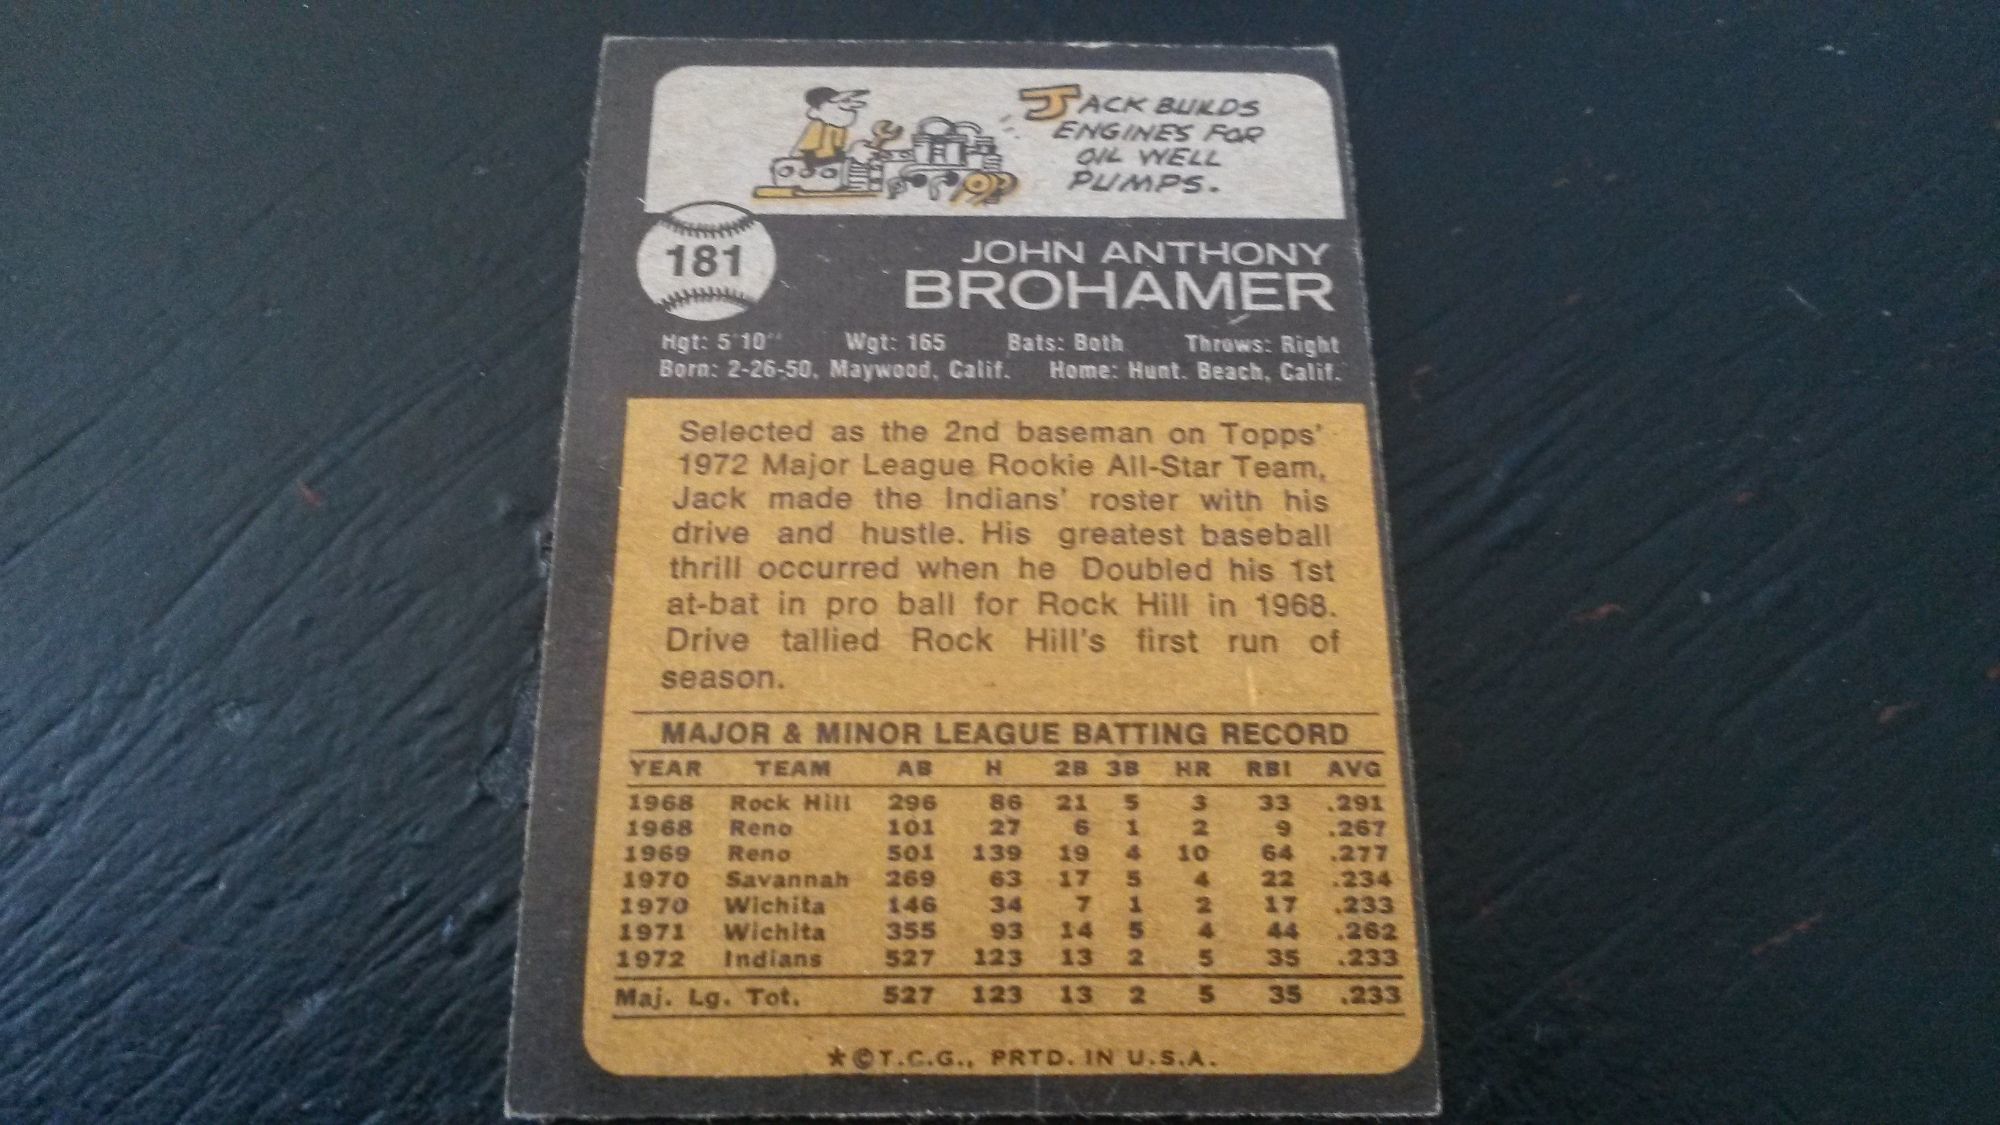 JACK BUILDS
ENGINES FOR
OIL WELL
PUMPS.
181
JOHN ANTHONY
BROHAMER
Hgt: 5'10" Wgt: 165 Bats: Both Throws: Right
Born: 2-26-50, Maywood, Calif. Home: Hunt. Beach, Calif.
Selected as the 2nd baseman on Topps'
1972 Major League Rookie All-Star Team,
Jack made the Indians' roster with his
drive and hustle. His greatest baseball
thrill occurred when he Doubled his 1st
at-bat in pro ball for Rock Hill in 1968.
Drive tallied Rock Hill's first run of
season.
MAJOR & MINOR LEAGUE BATTING RECORD
YEAR TEAM AB H 2B 3B HR RBI AVG
1968 Rock Hill 296 86 21 5 3 33 .291
1968 Reno 101 27 6 1 2 9 .267
1969 Reno 501 139 19 4 10 64 .277
1970 Savannah 269 63 17 5 4 22 .234
1970 Wichita 146 34 7 1 2 17 .233
1971 Wichita 355 93 14 5 4 44 .262
1972 Indians 527 123 13 2 5 35 .233
Maj. Lg. Tot. 527 123 13 2 5 35 .233
★©T.C.G., PRTD. IN U.S.A.